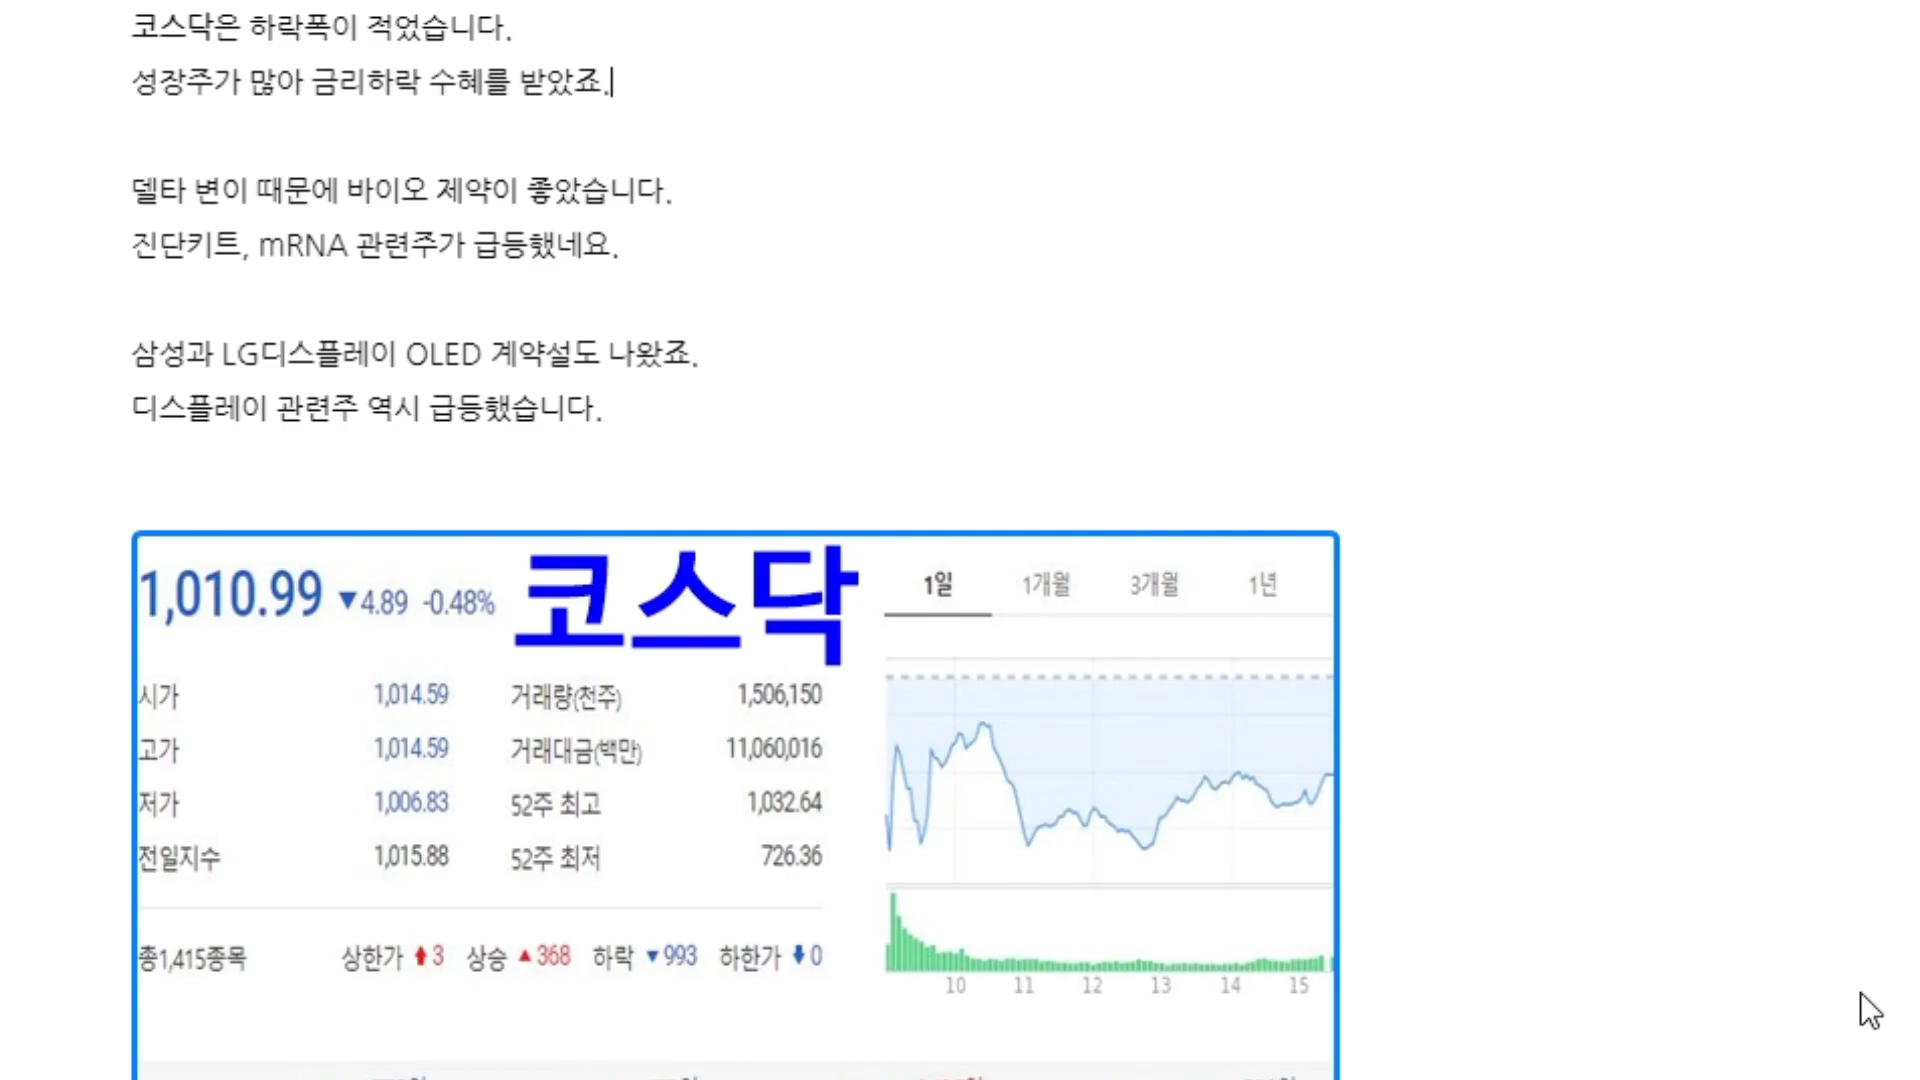 코스닥은 하락폭이 적었습니다.
성장주가 많아 금리하락 수혜를 받았죠.
델타 변이 때문에 바이오 제약이 좋았습니다.
진단키트, mRNA 관련주가 급등했네요.
삼성과 LG디스플레이 OLED 계약설도 나왔죠.
디스플레이 관련주 역시 급등했습니다.
1,010.99 ▼4.89 -0.48% 코스닥
1일 1개월 3개월 1년
시가 1,014.59 거래량(천주) 1,506,150
고가 1,014.59 거래대금(백만) 11,060,016
저가 1,006.83 52주 최고 1,032.64
전일지수 1,015.88 52주 최저 726.36
총1,415종목 상한가 3 상승 ▲368 하락 ▼993 하한가 0
10 11 12 13 14 15